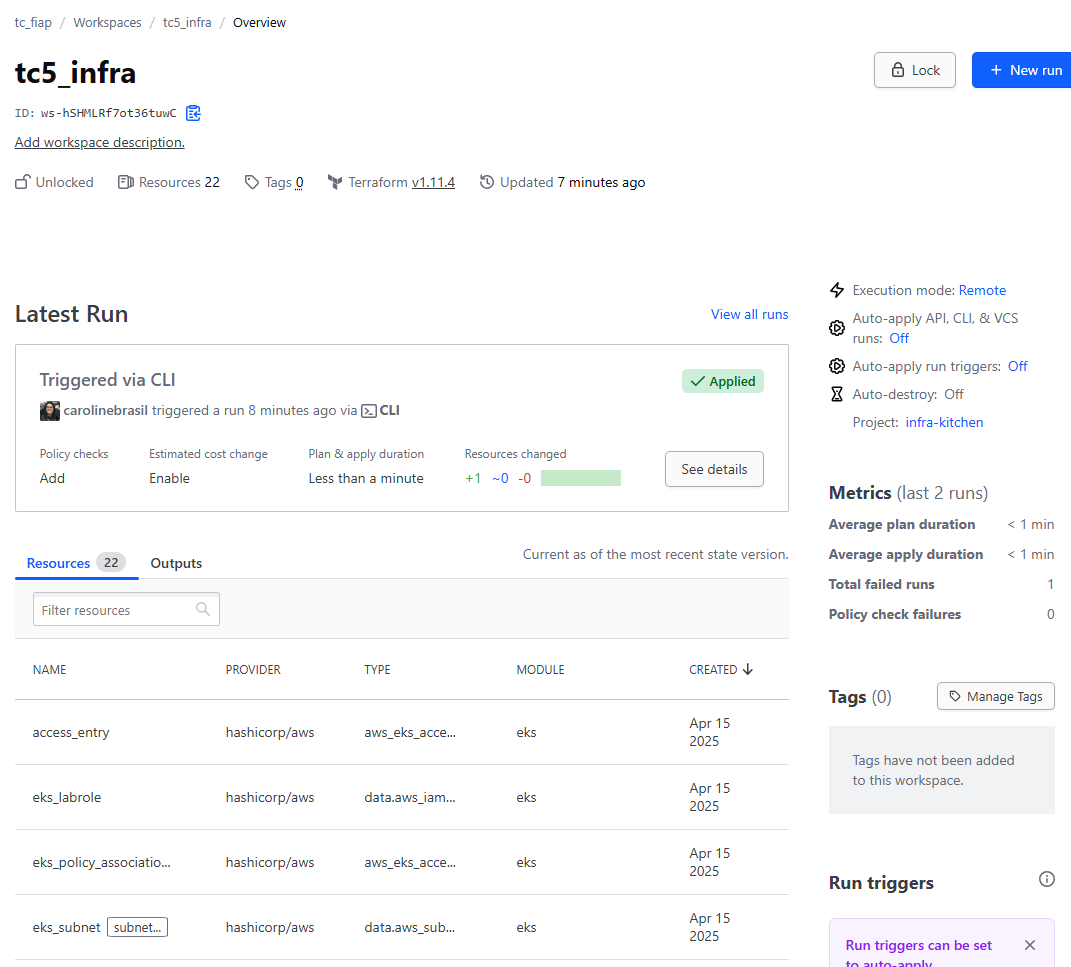 tc_fiap / Workspaces / tc5_infra / Overview
tc5_infra
Lock
+ New run
ID: ws-hSHMLRf7ot36tuwC
Add workspace description.
Unlocked Resources 22 Tags 0 Terraform v1.11.4 Updated 7 minutes ago
Latest Run
View all runs
Triggered via CLI
Applied
carolinebrasil triggered a run 8 minutes ago via CLI
Policy checks Estimated cost change Plan & apply duration Resources changed
Add Enable Less than a minute +1 ~0 -0
See details
Resources 22 Outputs
Current as of the most recent state version.
Filter resources
NAME PROVIDER TYPE MODULE CREATED
access_entry hashicorp/aws aws_eks_acce... eks Apr 15
2025
eks_labrole hashicorp/aws data.aws_iam... eks Apr 15
2025
eks_policy_associatio... hashicorp/aws aws_eks_acce... eks Apr 15
2025
eks_subnet subnet... hashicorp/aws data.aws_sub... eks Apr 15
2025
Execution mode: Remote
Auto-apply API, CLI, & VCS
runs: Off
Auto-apply run triggers: Off
Auto-destroy: Off
Project: infra-kitchen
Metrics (last 2 runs)
Average plan duration < 1 min
Average apply duration < 1 min
Total failed runs 1
Policy check failures 0
Tags (0)
Manage Tags
Tags have not been added
to this workspace.
Run triggers
Run triggers can be set
to auto-apply